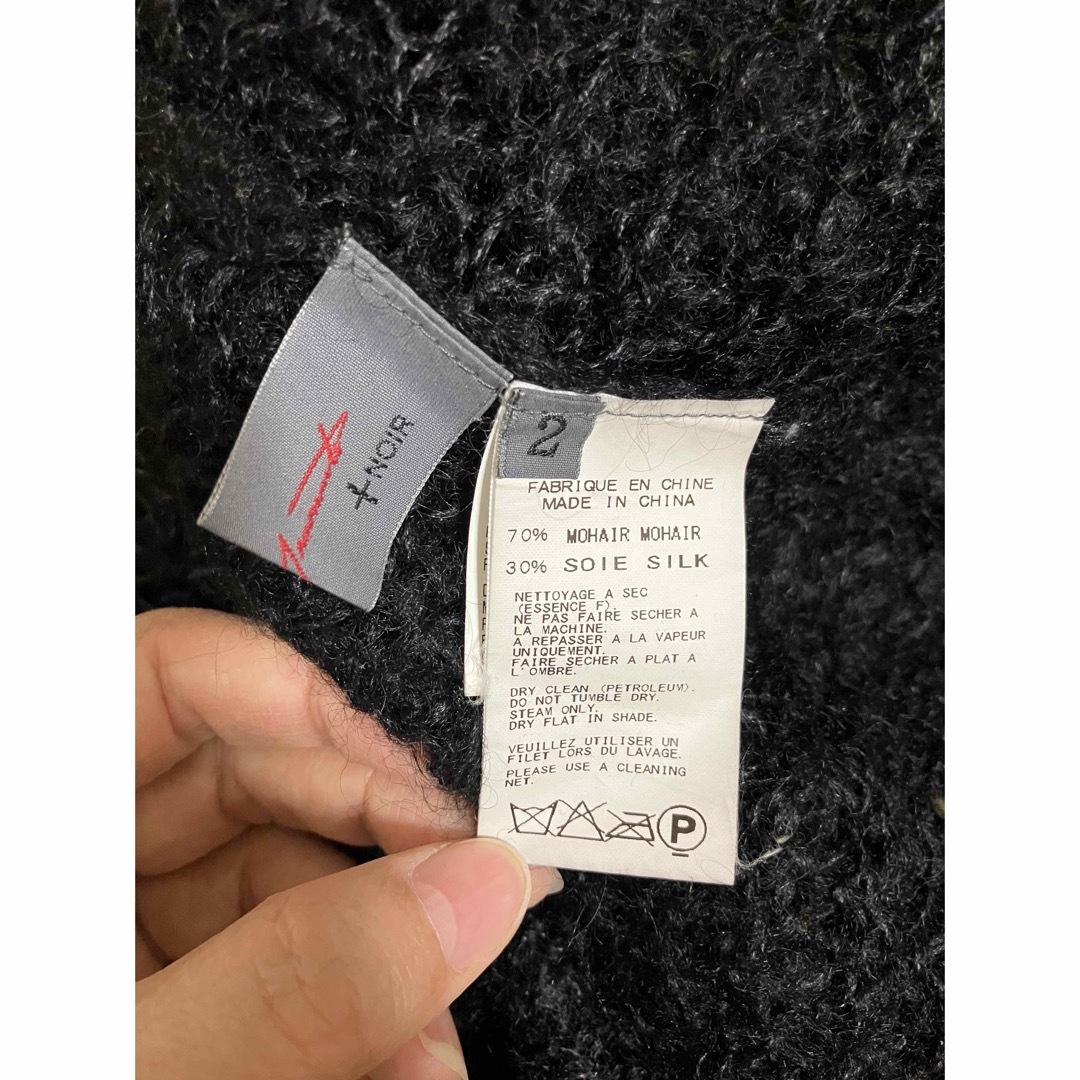 +NOIR
2
FABRIQUE EN CHINE
MADE IN CHINA
70% MOHAIR MOHAIR
30% SOIE SILK
NETTOYAGE A SEC
(ESSENCE F).
NE PAS FAIRE SECHER A
LA MACHINE.
A REPASSER A LA VAPEUR
UNIQUEMENT.
FAIRE SECHER A PLAT A
L'OMBRE.
DRY CLEAN (PETROLEUM).
DO NOT TUMBLE DRY.
STEAM ONLY.
DRY FLAT IN SHADE.
VEUILLEZ UTILISER UN
FILET LORS DU LAVAGE.
PLEASE USE A CLEANING
NET.
P